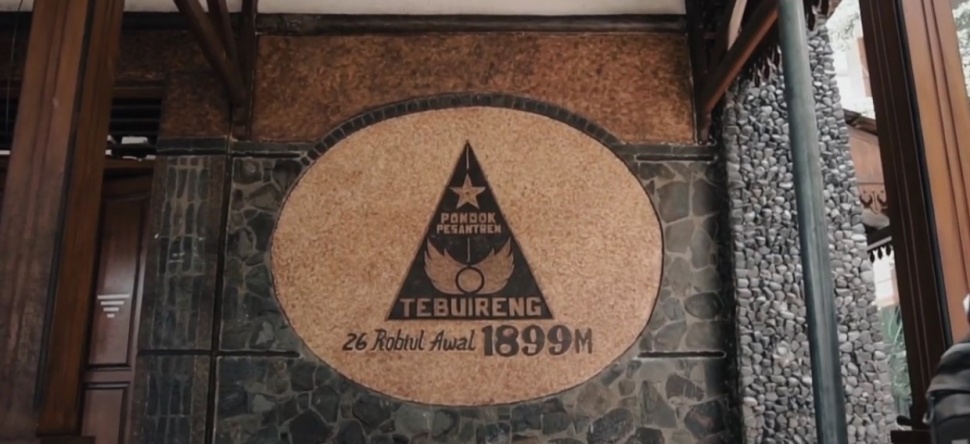 PONDOK
PESANTREN
TEBUIRENG
26 Robiul Awal 1899M